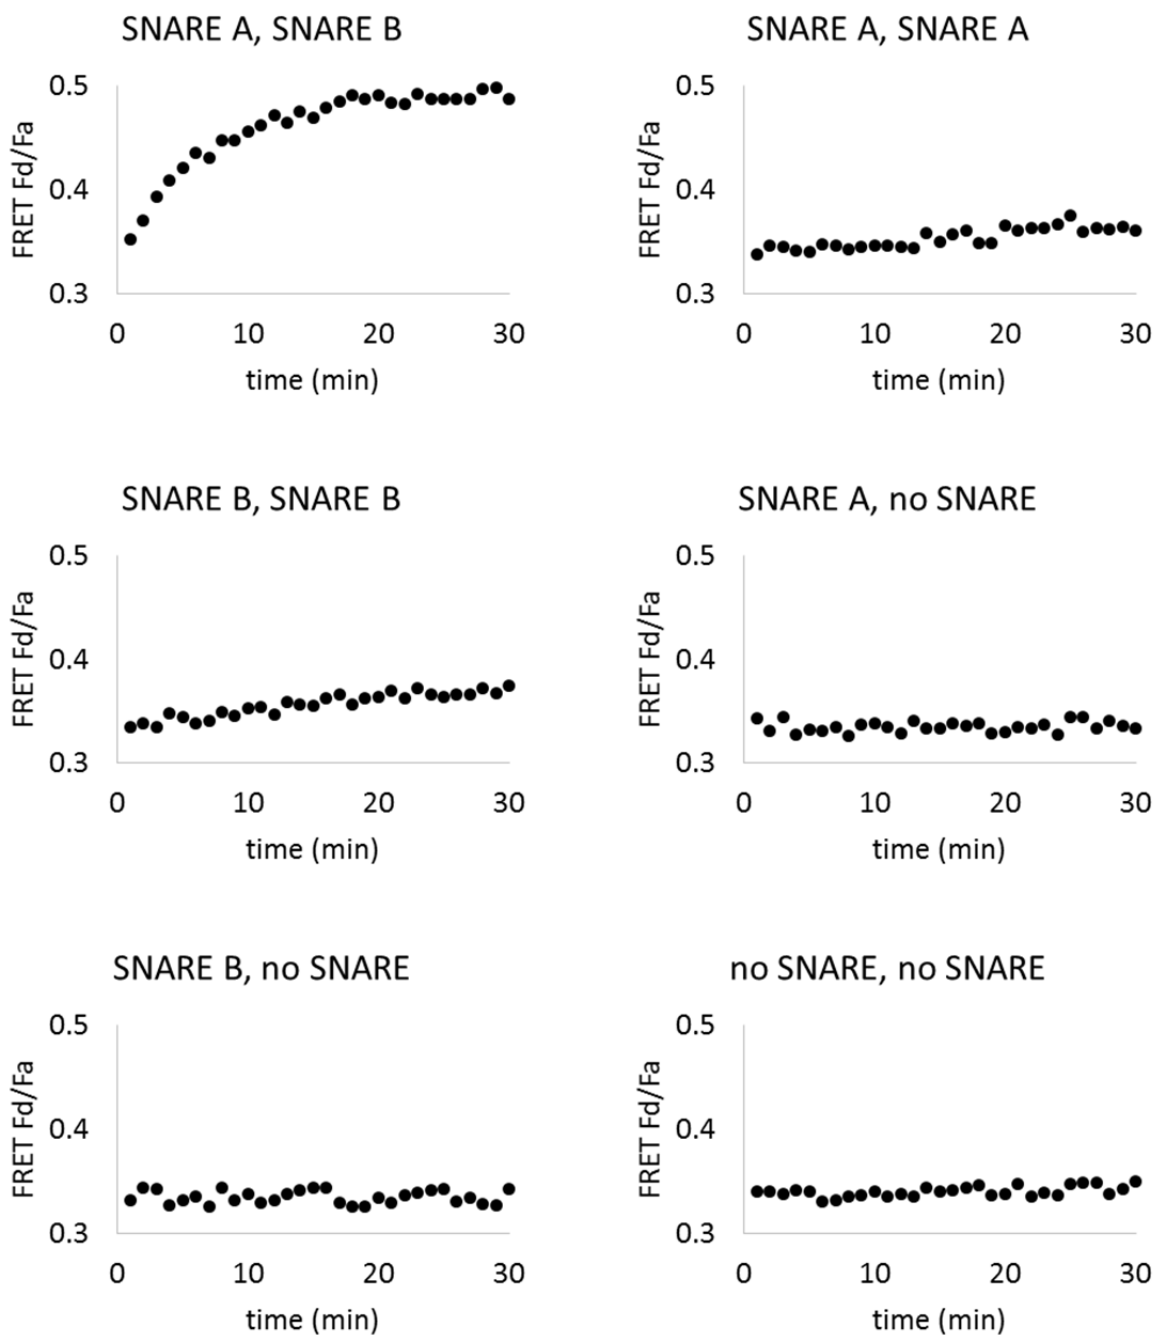 SNARE A, SNARE B
FRET Fd/Fa
0.5
0.4
0.3
0 10 20 30
time (min)
SNARE A, SNARE A
FRET Fd/Fa
0.5
0.4
0.3
0 10 20 30
time (min)
SNARE B, SNARE B
FRET Fd/Fa
0.5
0.4
0.3
0 10 20 30
time (min)
SNARE A, no SNARE
FRET Fd/Fa
0.5
0.4
0.3
0 10 20 30
time (min)
SNARE B, no SNARE
FRET Fd/Fa
0.5
0.4
0.3
0 10 20 30
time (min)
no SNARE, no SNARE
FRET Fd/Fa
0.5
0.4
0.3
0 10 20 30
time (min)